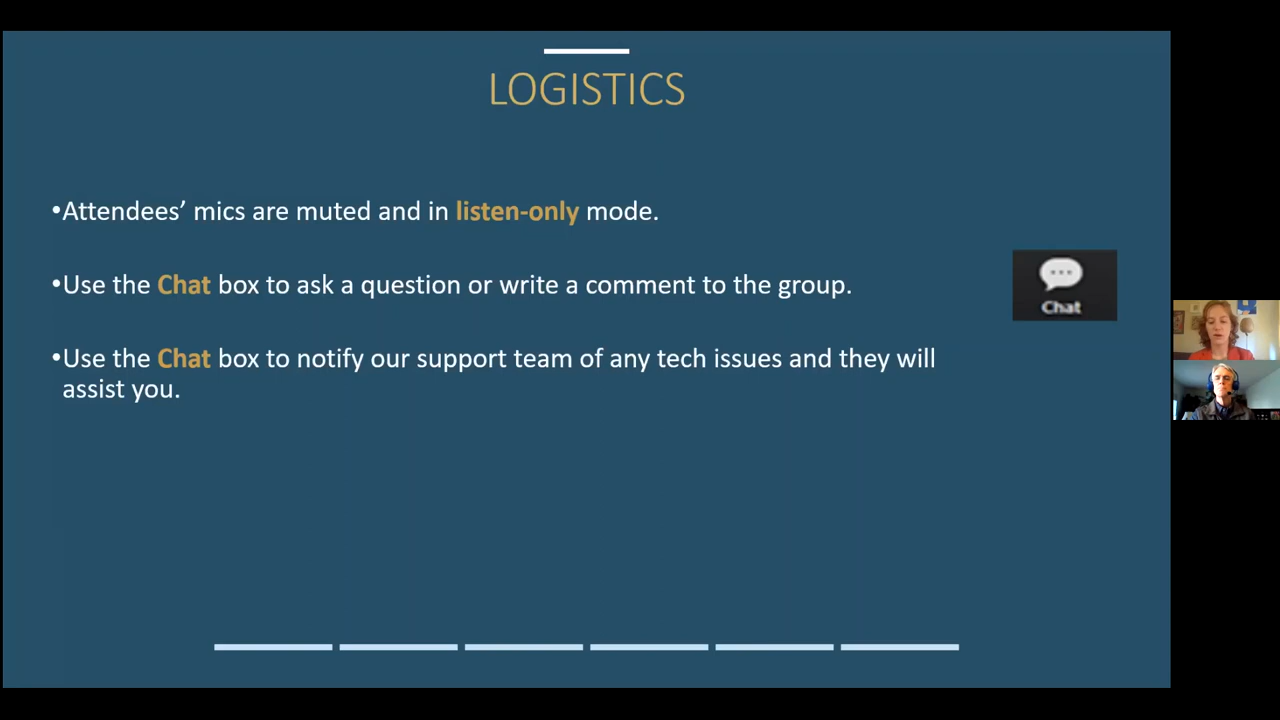 LOGISTICS
•Attendees’ mics are muted and in listen-only mode.
•Use the Chat box to ask a question or write a comment to the group.
Chat
•Use the Chat box to notify our support team of any tech issues and they will
assist you.